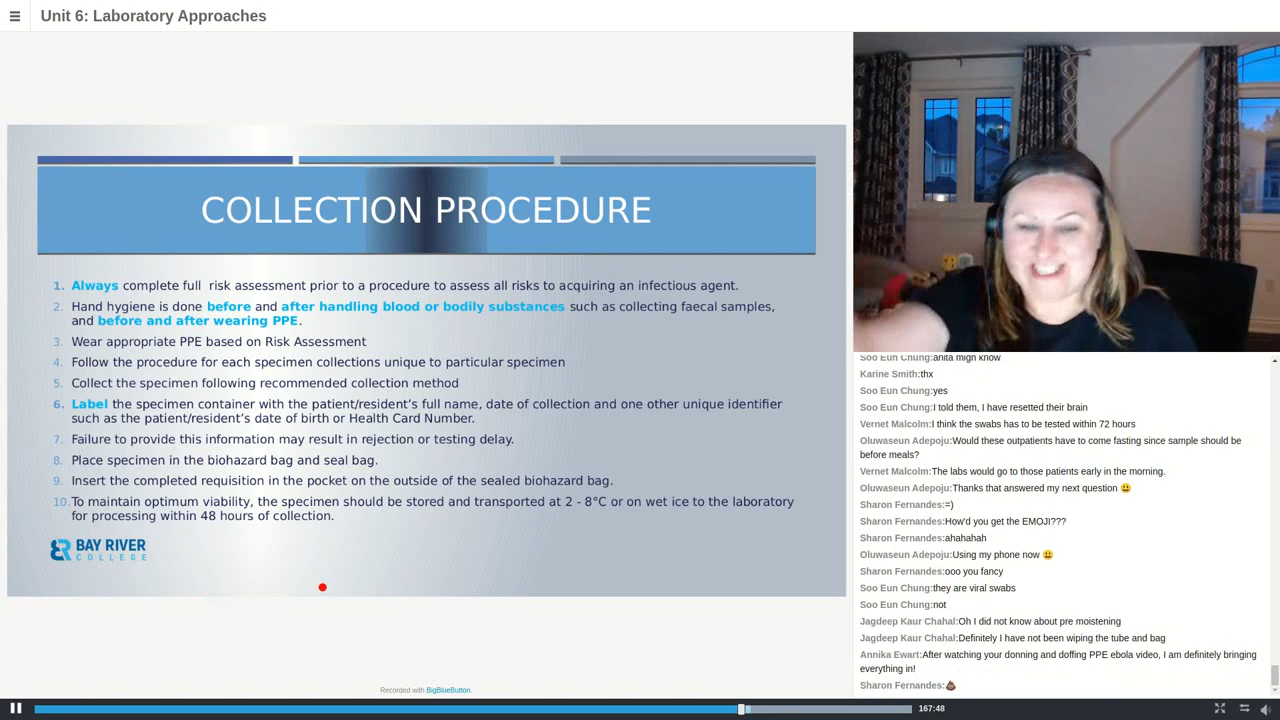 Unit 6: Laboratory Approaches
COLLECTION PROCEDURE
1. Always complete full risk assessment prior to a procedure to assess all risks to acquiring an infectious agent.
2. Hand hygiene is done before and after handling blood or bodily substances such as collecting faecal samples,
and before and after wearing PPE.
3. Wear appropriate PPE based on Risk Assessment
4. Follow the procedure for each specimen collections unique to particular specimen
5. Collect the specimen following recommended collection method
6. Label the specimen container with the patient/resident's full name, date of collection and one other unique identifier
such as the patient/resident's date of birth or Health Card Number.
7. Failure to provide this information may result in rejection or testing delay.
8. Place specimen in the biohazard bag and seal bag.
9. Insert the completed requisition in the pocket on the outside of the sealed biohazard bag.
10. To maintain optimum viability, the specimen should be stored and transported at 2 - 8°C or on wet ice to the laboratory
for processing within 48 hours of collection.
BAY RIVER
COLLEGE
Soo Eun Chung:anita migh know
Karine Smith:thx
Soo Eun Chung:yes
Soo Eun Chung:I told them, I have resetted their brain
Vernet Malcolm:I think the swabs has to be tested within 72 hours
Oluwaseun Adepoju:Would these outpatients have to come fasting since sample should be
before meals?
Vernet Malcolm:The labs would go to those patients early in the morning.
Oluwaseun Adepoju:Thanks that answered my next question 😃
Sharon Fernandes:=)
Sharon Fernandes:How'd you get the EMOJI???
Sharon Fernandes:ahahahah
Oluwaseun Adepoju:Using my phone now 😃
Sharon Fernandes:ooo you fancy
Soo Eun Chung:they are viral swabs
Soo Eun Chung:not
Jagdeep Kaur Chahal:Oh I did not know about pre moistening
Jagdeep Kaur Chahal:Definitely I have not been wiping the tube and bag
Annika Ewart:After watching your donning and doffing PPE ebola video, I am definitely bringing
everything in!
Sharon Fernandes:💩
Recorded with BigBlueButton.
167:48